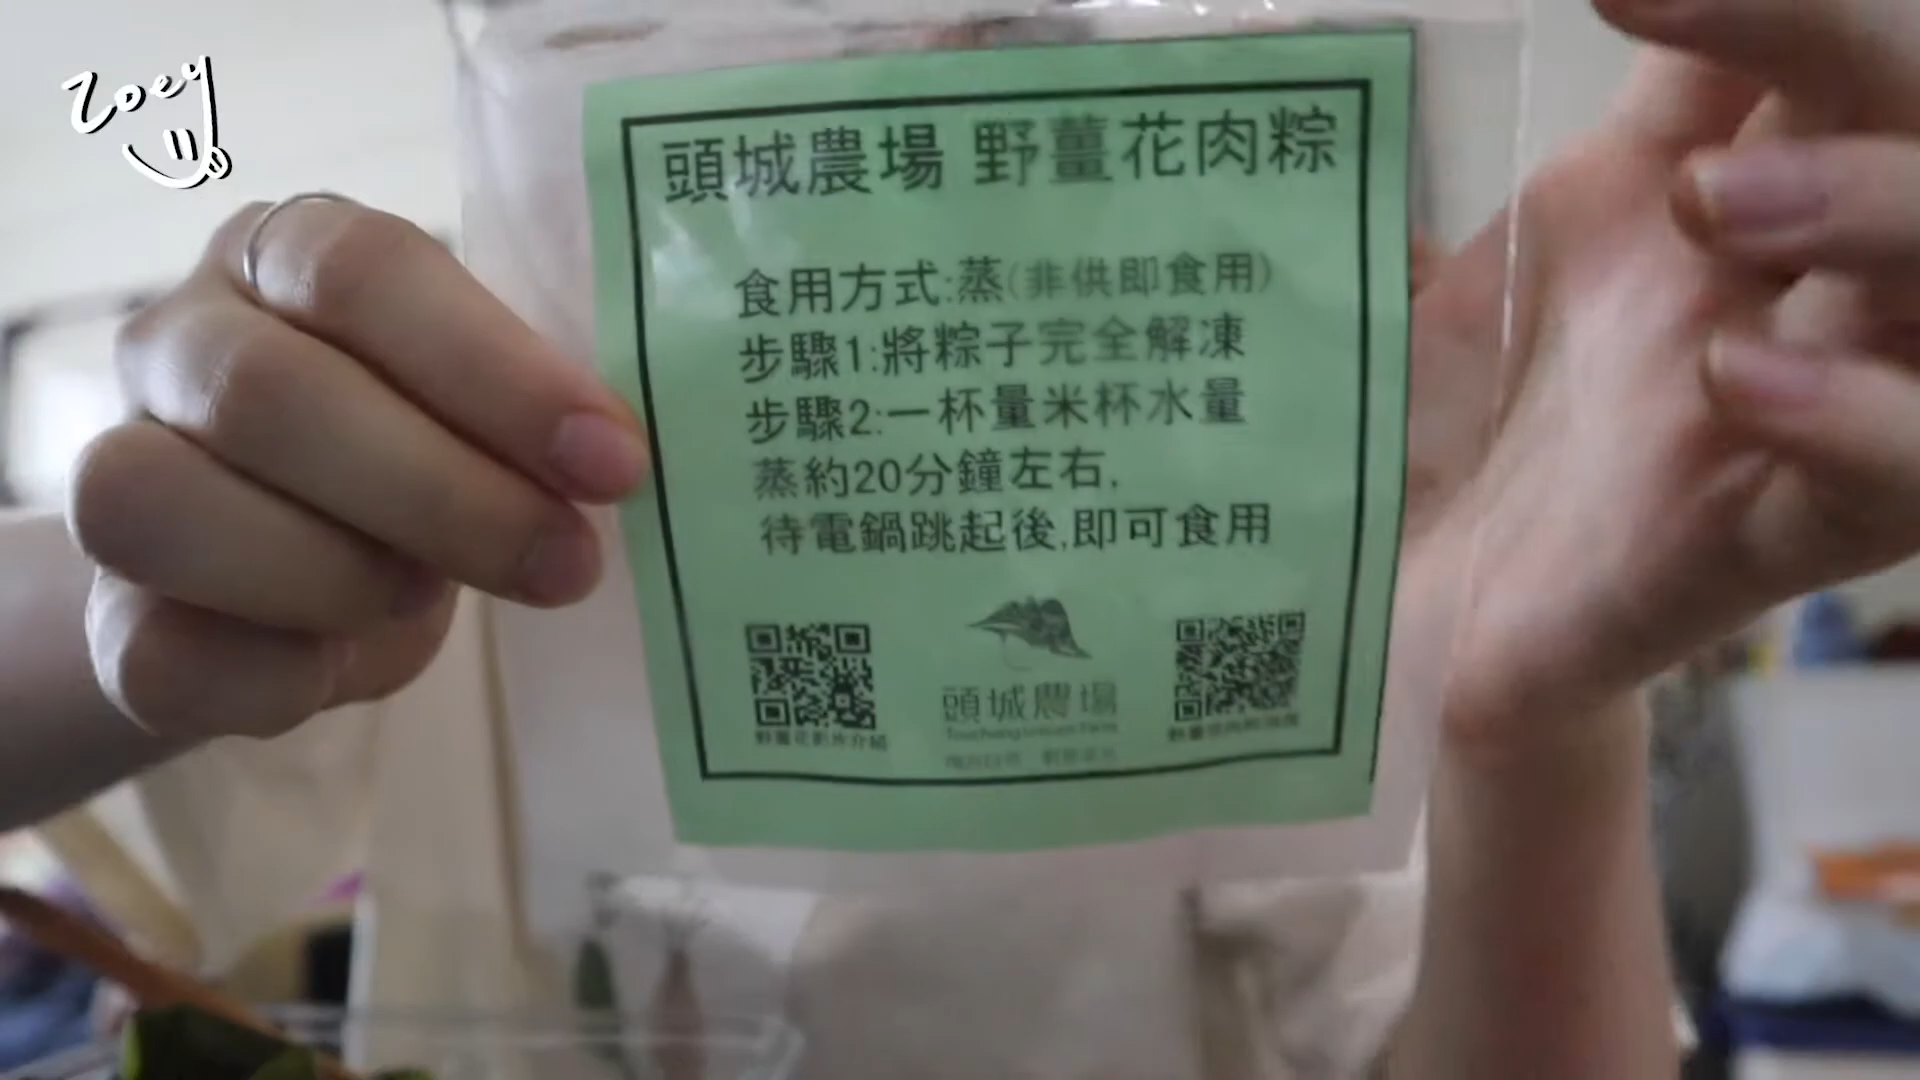 Zoey
頭城農場 野薑花肉粽
食用方式:蒸(非供即食用)
步驟1:將粽子完全解凍
步驟2:一杯量米杯水量
蒸約20分鐘左右,
待電鍋跳起後,即可食用
頭城農場